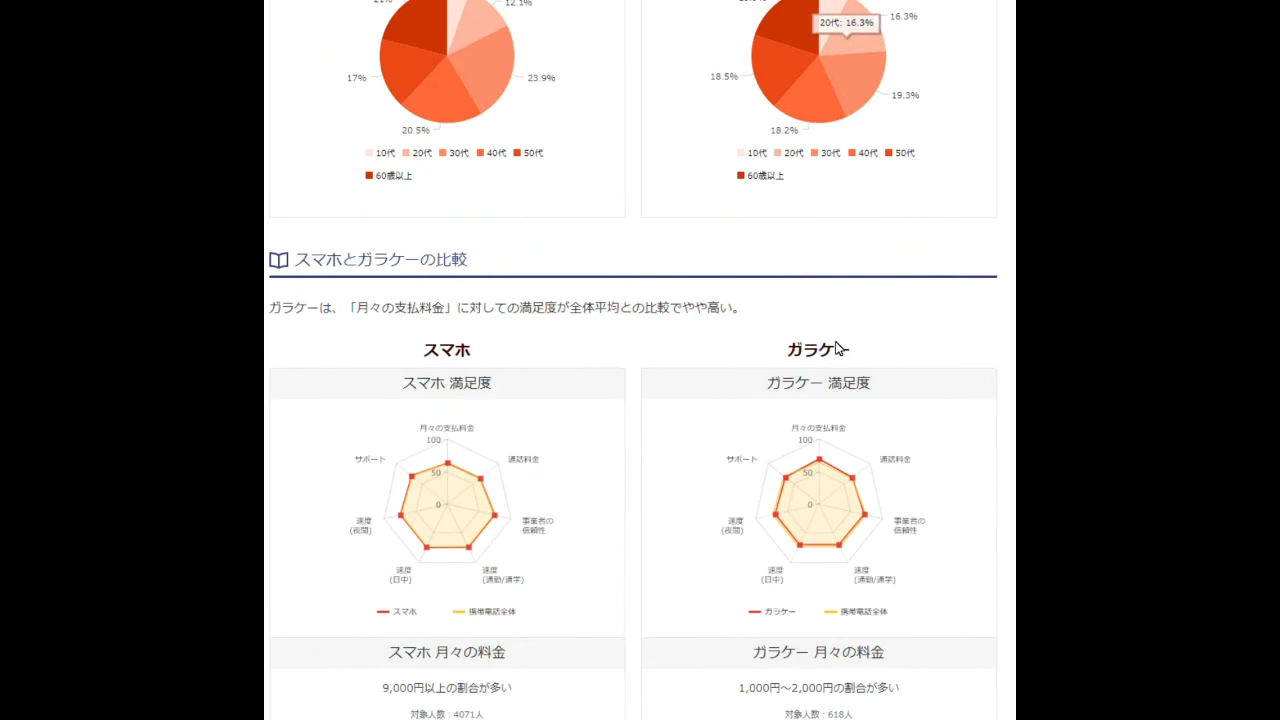 12.1%
16.3%
20代: 16.3%
17%
23.9%
18.5%
19.3%
20.5%
18.2%
10代 20代 30代 40代 50代
60歳以上
10代 20代 30代 40代 50代
60歳以上
スマホとガラケーの比較
ガラケーは、「月々の支払料金」に対しての満足度が全体平均との比較でやや高い。
スマホ
ガラケー
スマホ 満足度
月々の支払料金
100
サポート
通話料金
50
0
速度
(夜間)
事業者の
信頼性
速度
(日中)
速度
(通勤/通学)
スマホ 携帯電話全体
ガラケー 満足度
月々の支払料金
100
サポート
通話料金
50
0
速度
(夜間)
事業者の
信頼性
速度
(日中)
速度
(通勤/通学)
ガラケー 携帯電話全体
スマホ 月々の料金
9,000円以上の割合が多い
対象人数：4071人
ガラケー 月々の料金
1,000円～2,000円の割合が多い
対象人数：618人